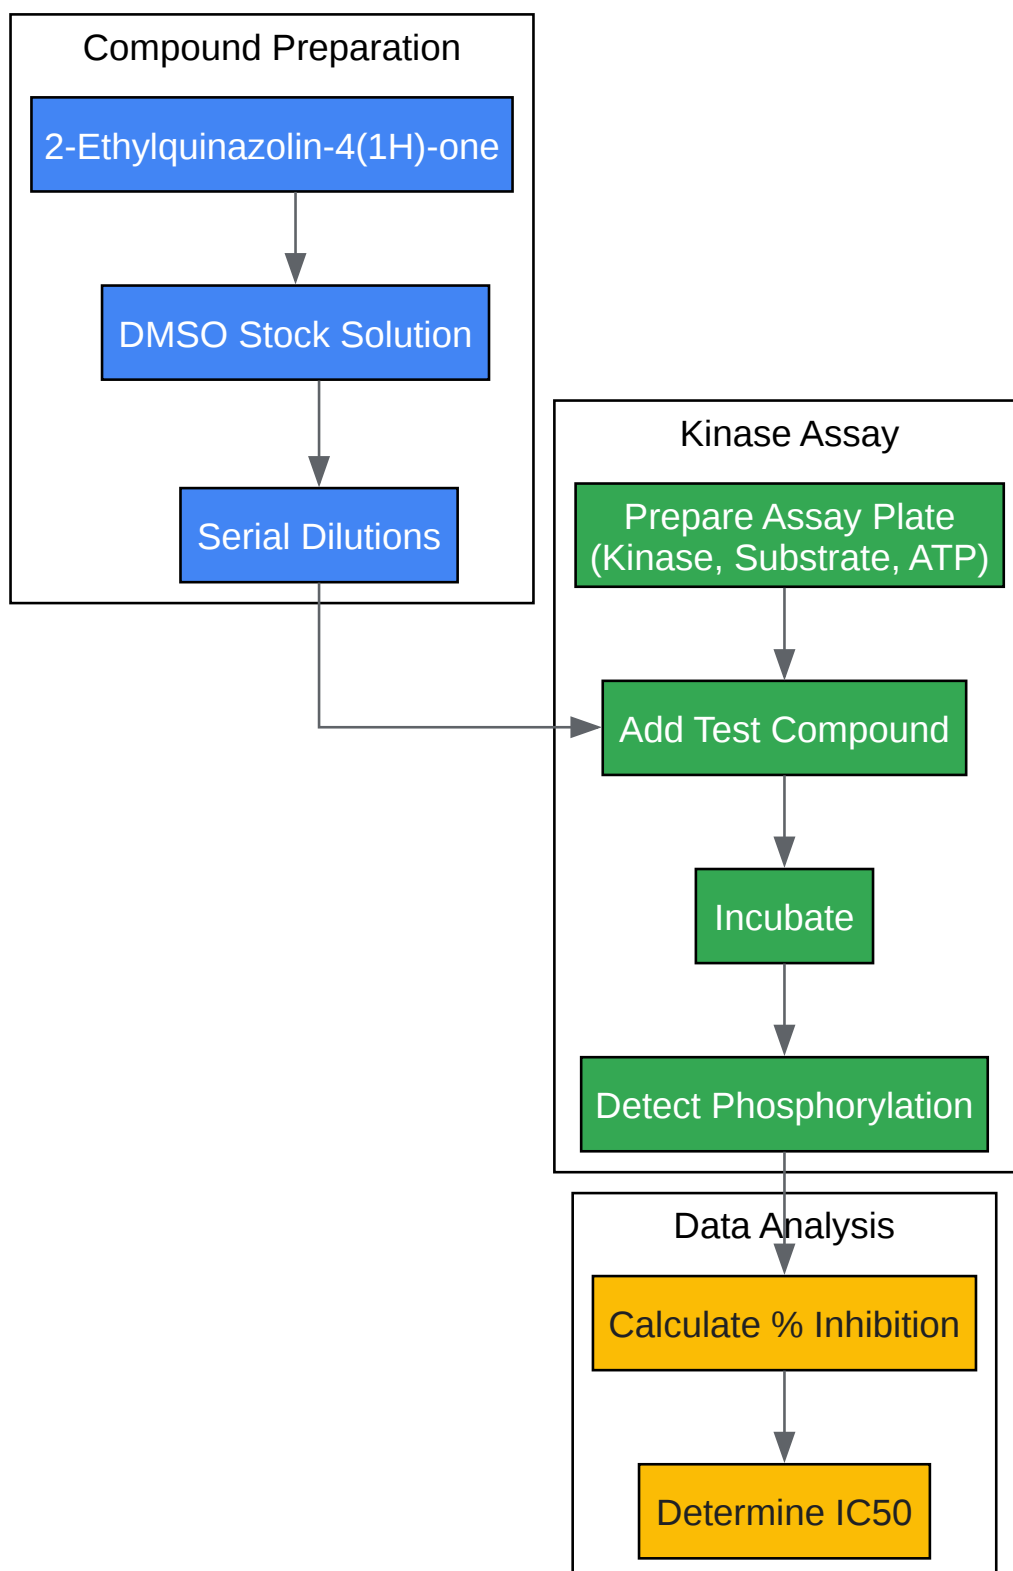 Compound Preparation
2-Ethylquinazolin-4(1H)-one
DMSO Stock Solution
Serial Dilutions
Kinase Assay
Prepare Assay Plate
(Kinase, Substrate, ATP)
Add Test Compound
Incubate
Detect Phosphorylation
Data Analysis
Calculate % Inhibition
Determine IC50